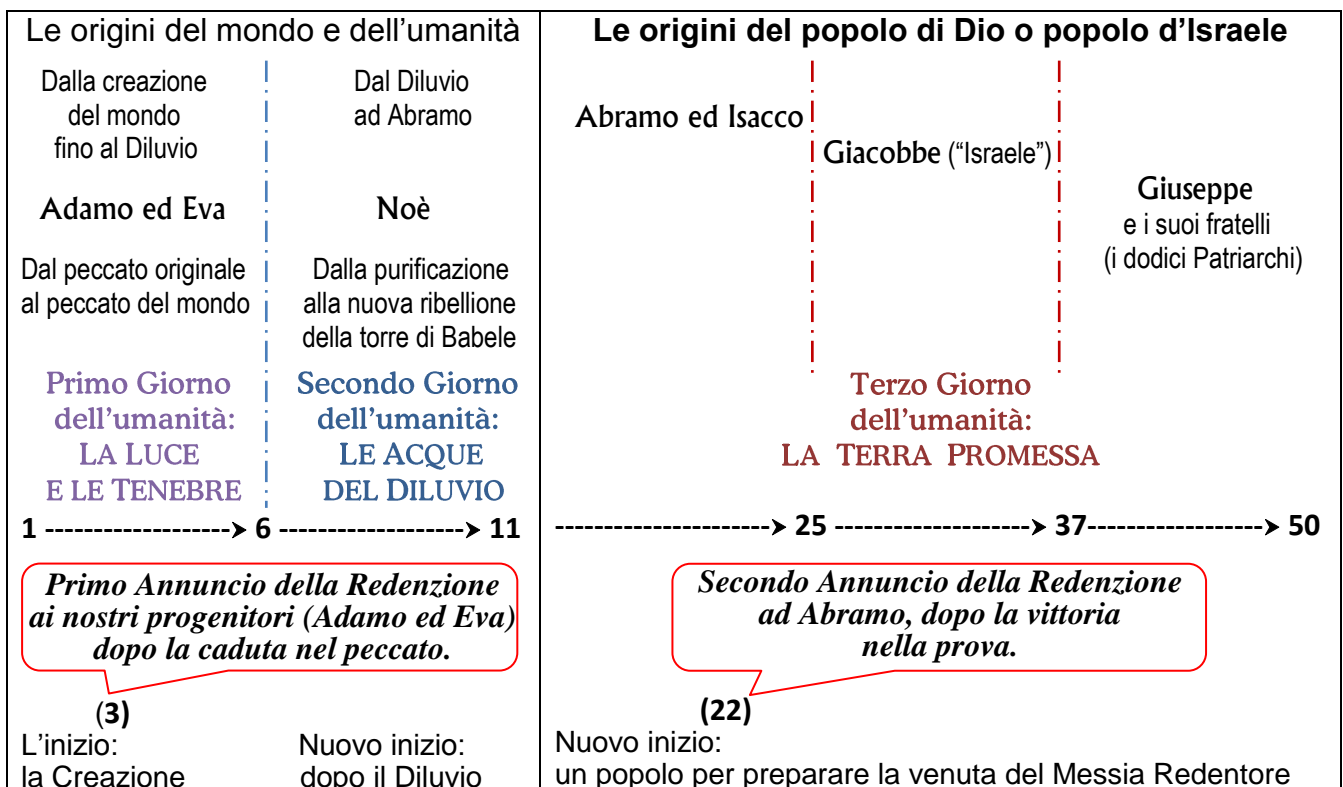 Le origini del mondo e dell’umanità
Dalla creazione
del mondo
fino al Diluvio
Adamo ed Eva
Dal peccato originale
al peccato del mondo
Primo Giorno
dell’umanità:
LA LUCE
E LE TENEBRE
Dal Diluvio
ad Abramo
Noè
Dalla purificazione
alla nuova ribellione
della torre di Babele
Secondo Giorno
dell’umanità:
LE ACQUE
DEL DILUVIO
1 -------------------> 6 -------------------> 11
Primo Annuncio della Redenzione
ai nostri progenitori (Adamo ed Eva)
dopo la caduta nel peccato.
(3)
L’inizio:
la Creazione
Nuovo inizio:
dopo il Diluvio
Le origini del popolo di Dio o popolo d’Israele
Abramo ed Isacco
Giacobbe (“Israele”)
Giuseppe
e i suoi fratelli
(i dodici Patriarchi)
Terzo Giorno
dell’umanità:
LA TERRA PROMESSA
----------------------> 25 --------------------> 37------------------> 50
Secondo Annuncio della Redenzione
ad Abramo, dopo la vittoria
nella prova.
(22)
Nuovo inizio:
un popolo per preparare la venuta del Messia Redentore